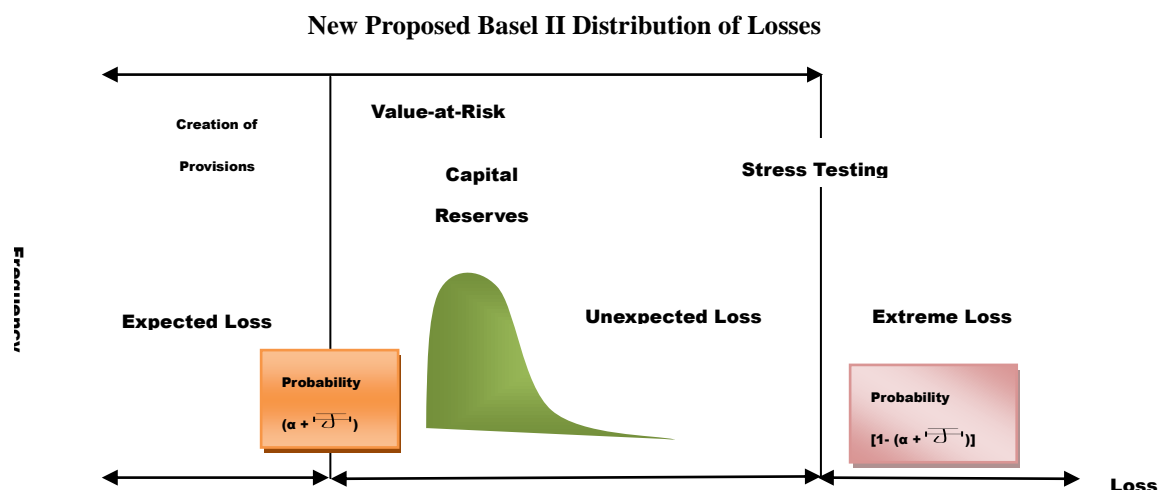 New Proposed Basel II Distribution of Losses
Value-at-Risk
Creation of
Provisions
Stress Testing
Capital
Reserves
Frequency
Expected Loss
Unexpected Loss
Extreme Loss
Probability
(α + )
Probability
[1- (α + )]
Loss